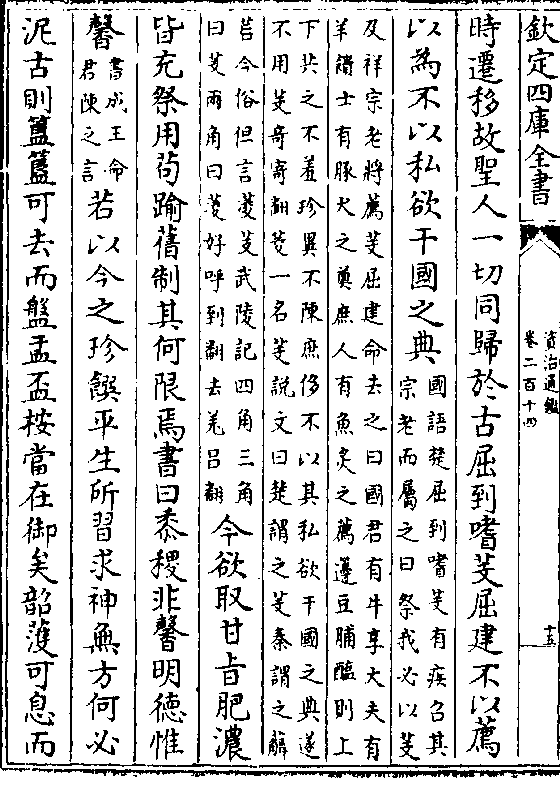 欽定四庫全書
資治通鑑
卷二百十四
十五
時遷移故聖人一切同歸於古屈到嗜芰屈建不以薦
以為不以私欲干國之典國語楚屈到嗜芰有疾召其
宗老而屬之曰祭我必以芰
及祥宗老將薦芰屈建命去之曰國君有牛享大夫有
羊饋士有豚犬之奠庶人有魚炙之薦籩豆脯醢則上
下共之不羞珍異不陳庶侈不以其私欲干國之典遂
不用芰奇寄翻菱一名芰説文曰楚謂之芰秦謂之薢
茩今俗但言菱芰武陵記四角三角
曰芰兩角曰菱好呼到翻去羌呂翻今欲取甘㫖肥濃
皆充祭用茍踰舊制其何限焉書曰黍稷非馨明德惟
馨書成王命
君陳之言若以今之珍饌平生所習求神無方何必
泥古則簠簋可去而盤盂杯桉當在御矣韶頀可息而